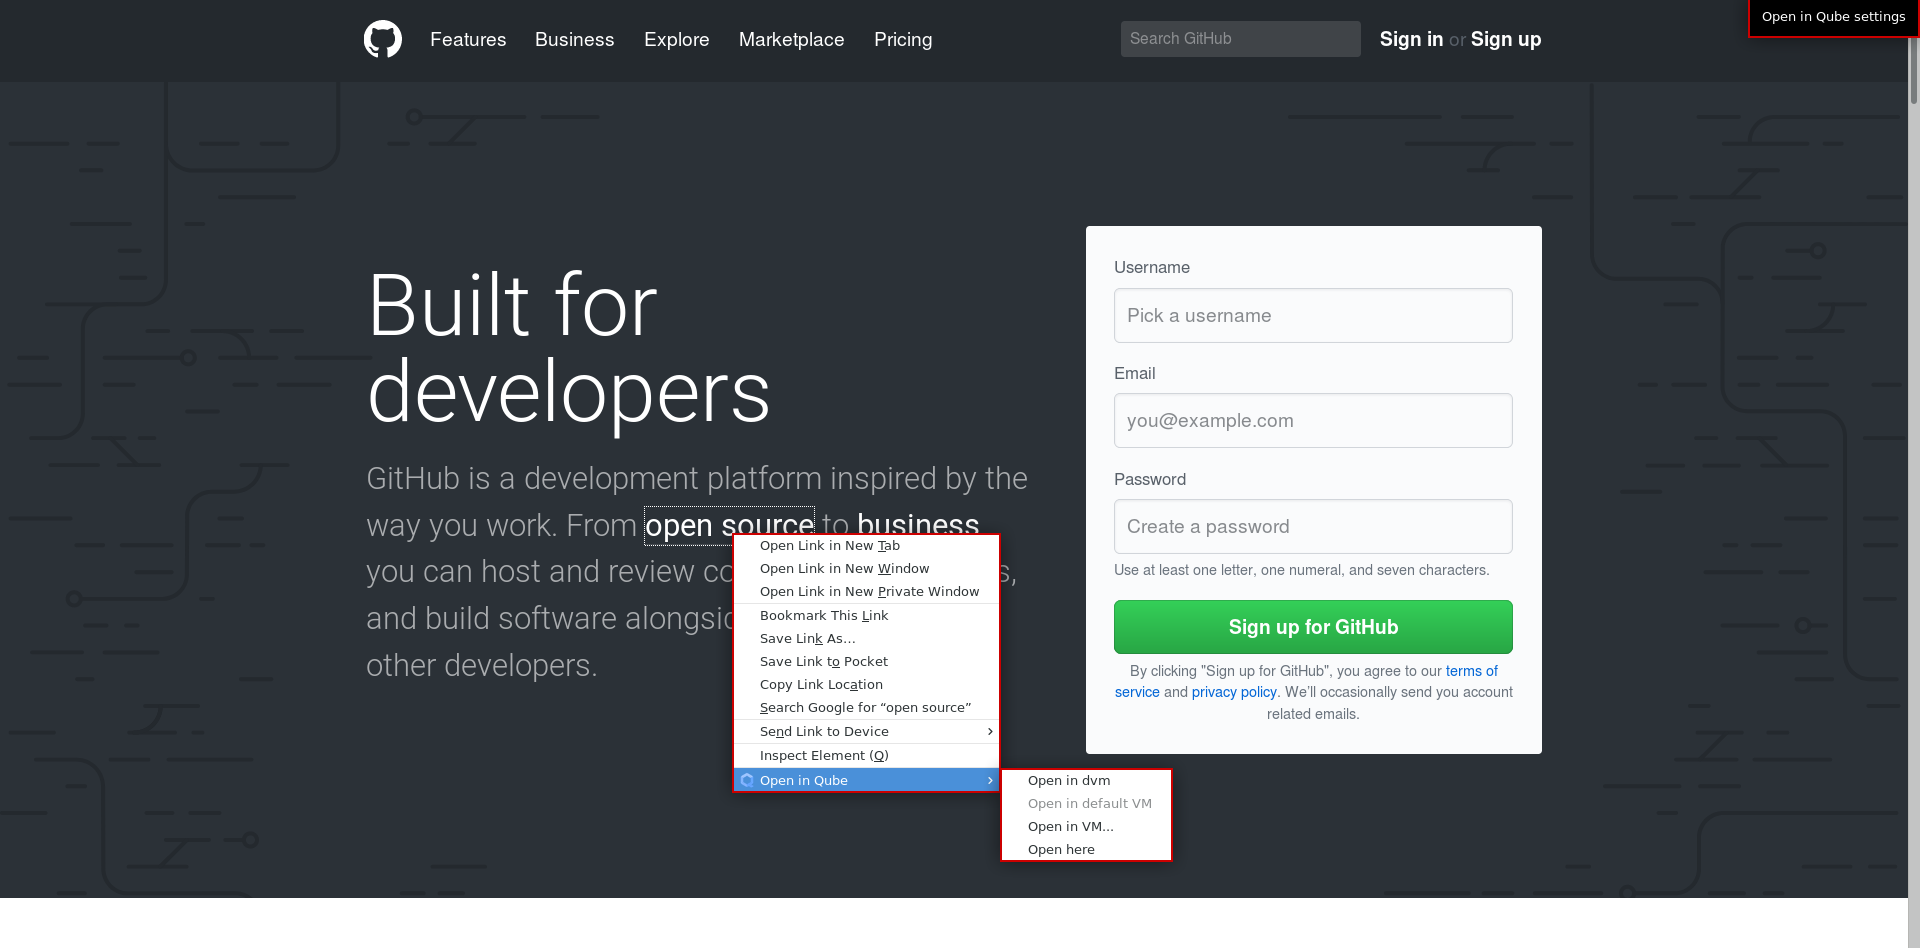 Open in Qube settings
Features Business Explore Marketplace Pricing Search GitHub Sign in or Sign up
Built for
developers
GitHub is a development platform inspired by the
way you work. From open source to business
you can host and review co s,
and build software alongsid
other developers.
Open Link in New Tab
Open Link in New Window
Open Link in New Private Window
Bookmark This Link
Save Link As...
Save Link to Pocket
Copy Link Location
Search Google for “open source”
Send Link to Device
Inspect Element (Q)
Open in Qube
Open in dvm
Open in default VM
Open in VM...
Open here
Username
Pick a username
Email
you@example.com
Password
Create a password
Use at least one letter, one numeral, and seven characters.
Sign up for GitHub
By clicking "Sign up for GitHub", you agree to our terms of
service and privacy policy. We’ll occasionally send you account
related emails.